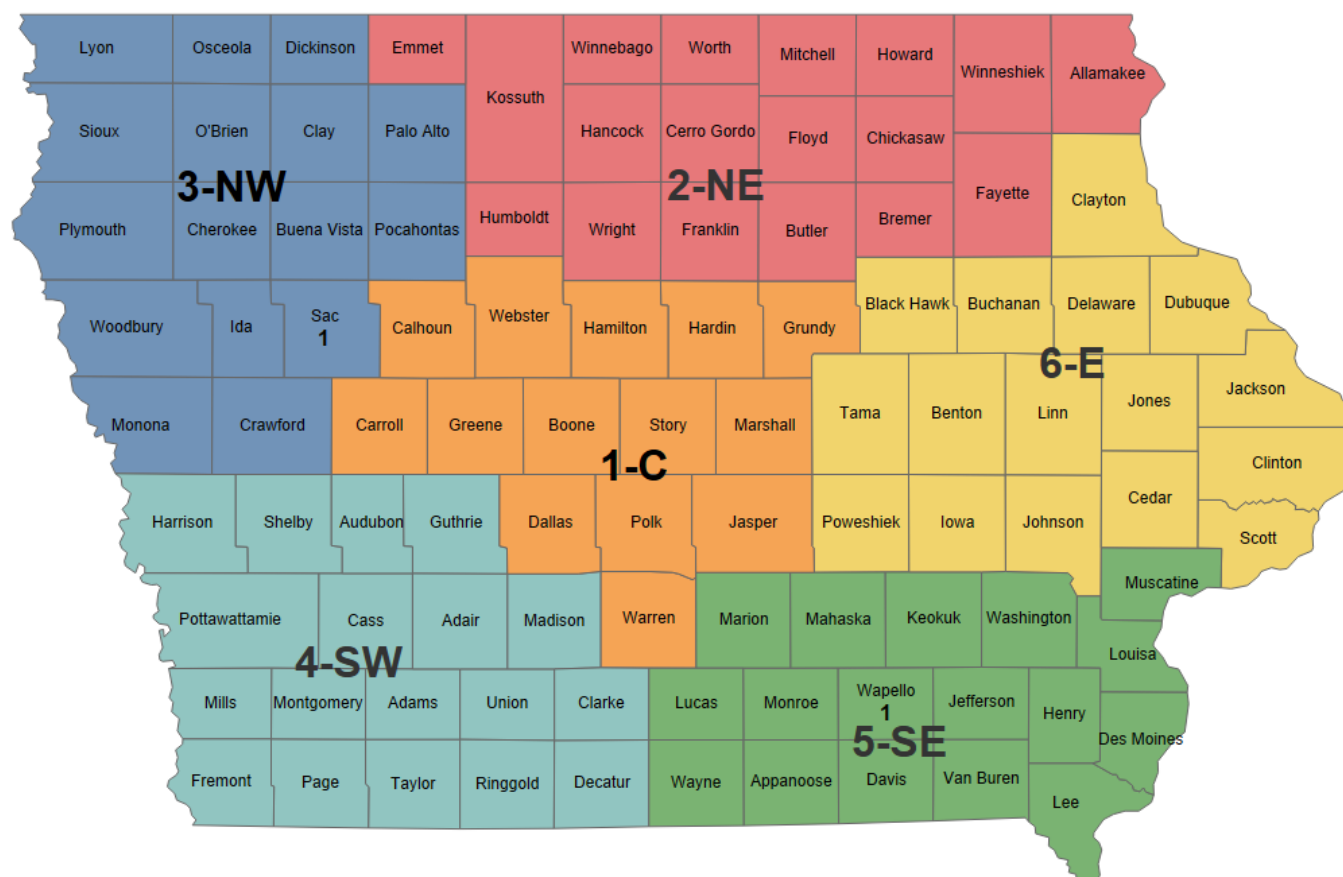 Lyon
Osceola
Dickinson
Emmet
Kossuth
Winnebago
Worth
Mitchell
Howard
Winneshiek
Allamakee
Sioux
O'Brien
Clay
Palo Alto
Hancock
Cerro Gordo
Floyd
Chickasaw
3-NW
2-NE
Fayette
Clayton
Plymouth
Cherokee
Buena Vista
Pocahontas
Humboldt
Wright
Franklin
Butler
Bremer
Woodbury
Ida
Sac
1
Calhoun
Webster
Hamilton
Hardin
Grundy
Black Hawk
Buchanan
Delaware
Dubuque
6-E
Monona
Crawford
Carroll
Greene
Boone
Story
Marshall
Tama
Benton
Linn
Jones
Jackson
1-C
Clinton
Harrison
Shelby
Audubon
Guthrie
Dallas
Polk
Jasper
Poweshiek
Iowa
Johnson
Cedar
Scott
Pottawattamie
Cass
Adair
Madison
Warren
Marion
Mahaska
Keokuk
Washington
Muscatine
4-SW
Louisa
Mills
Montgomery
Adams
Union
Clarke
Lucas
Monroe
Wapello
1
Jefferson
Henry
Des Moines
5-SE
Fremont
Page
Taylor
Ringgold
Decatur
Wayne
Appanoose
Davis
Van Buren
Lee